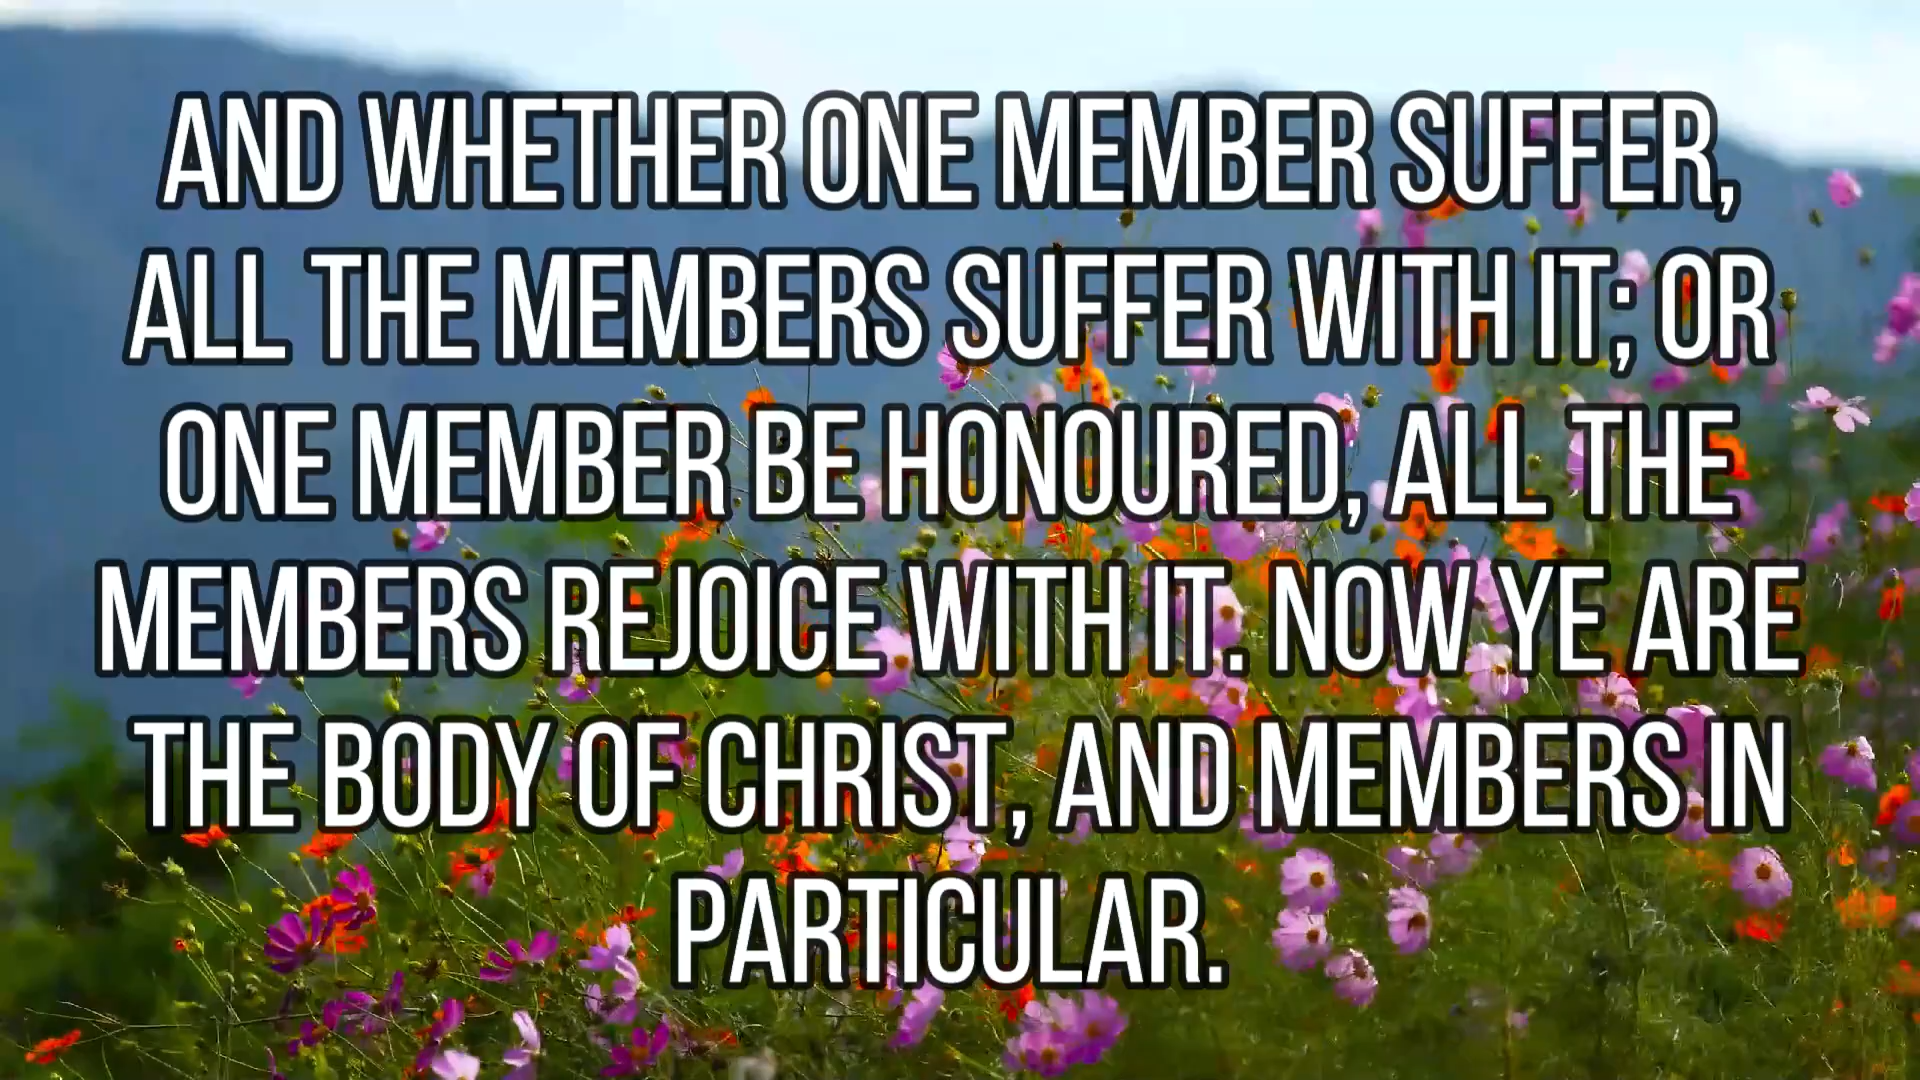 AND WHETHER ONE MEMBER SUFFER,
ALL THE MEMBERS SUFFER WITH IT; OR
ONE MEMBER BE HONOURED, ALL THE
MEMBERS REJOICE WITH IT. NOW YE ARE
THE BODY OF CHRIST, AND MEMBERS IN
PARTICULAR.